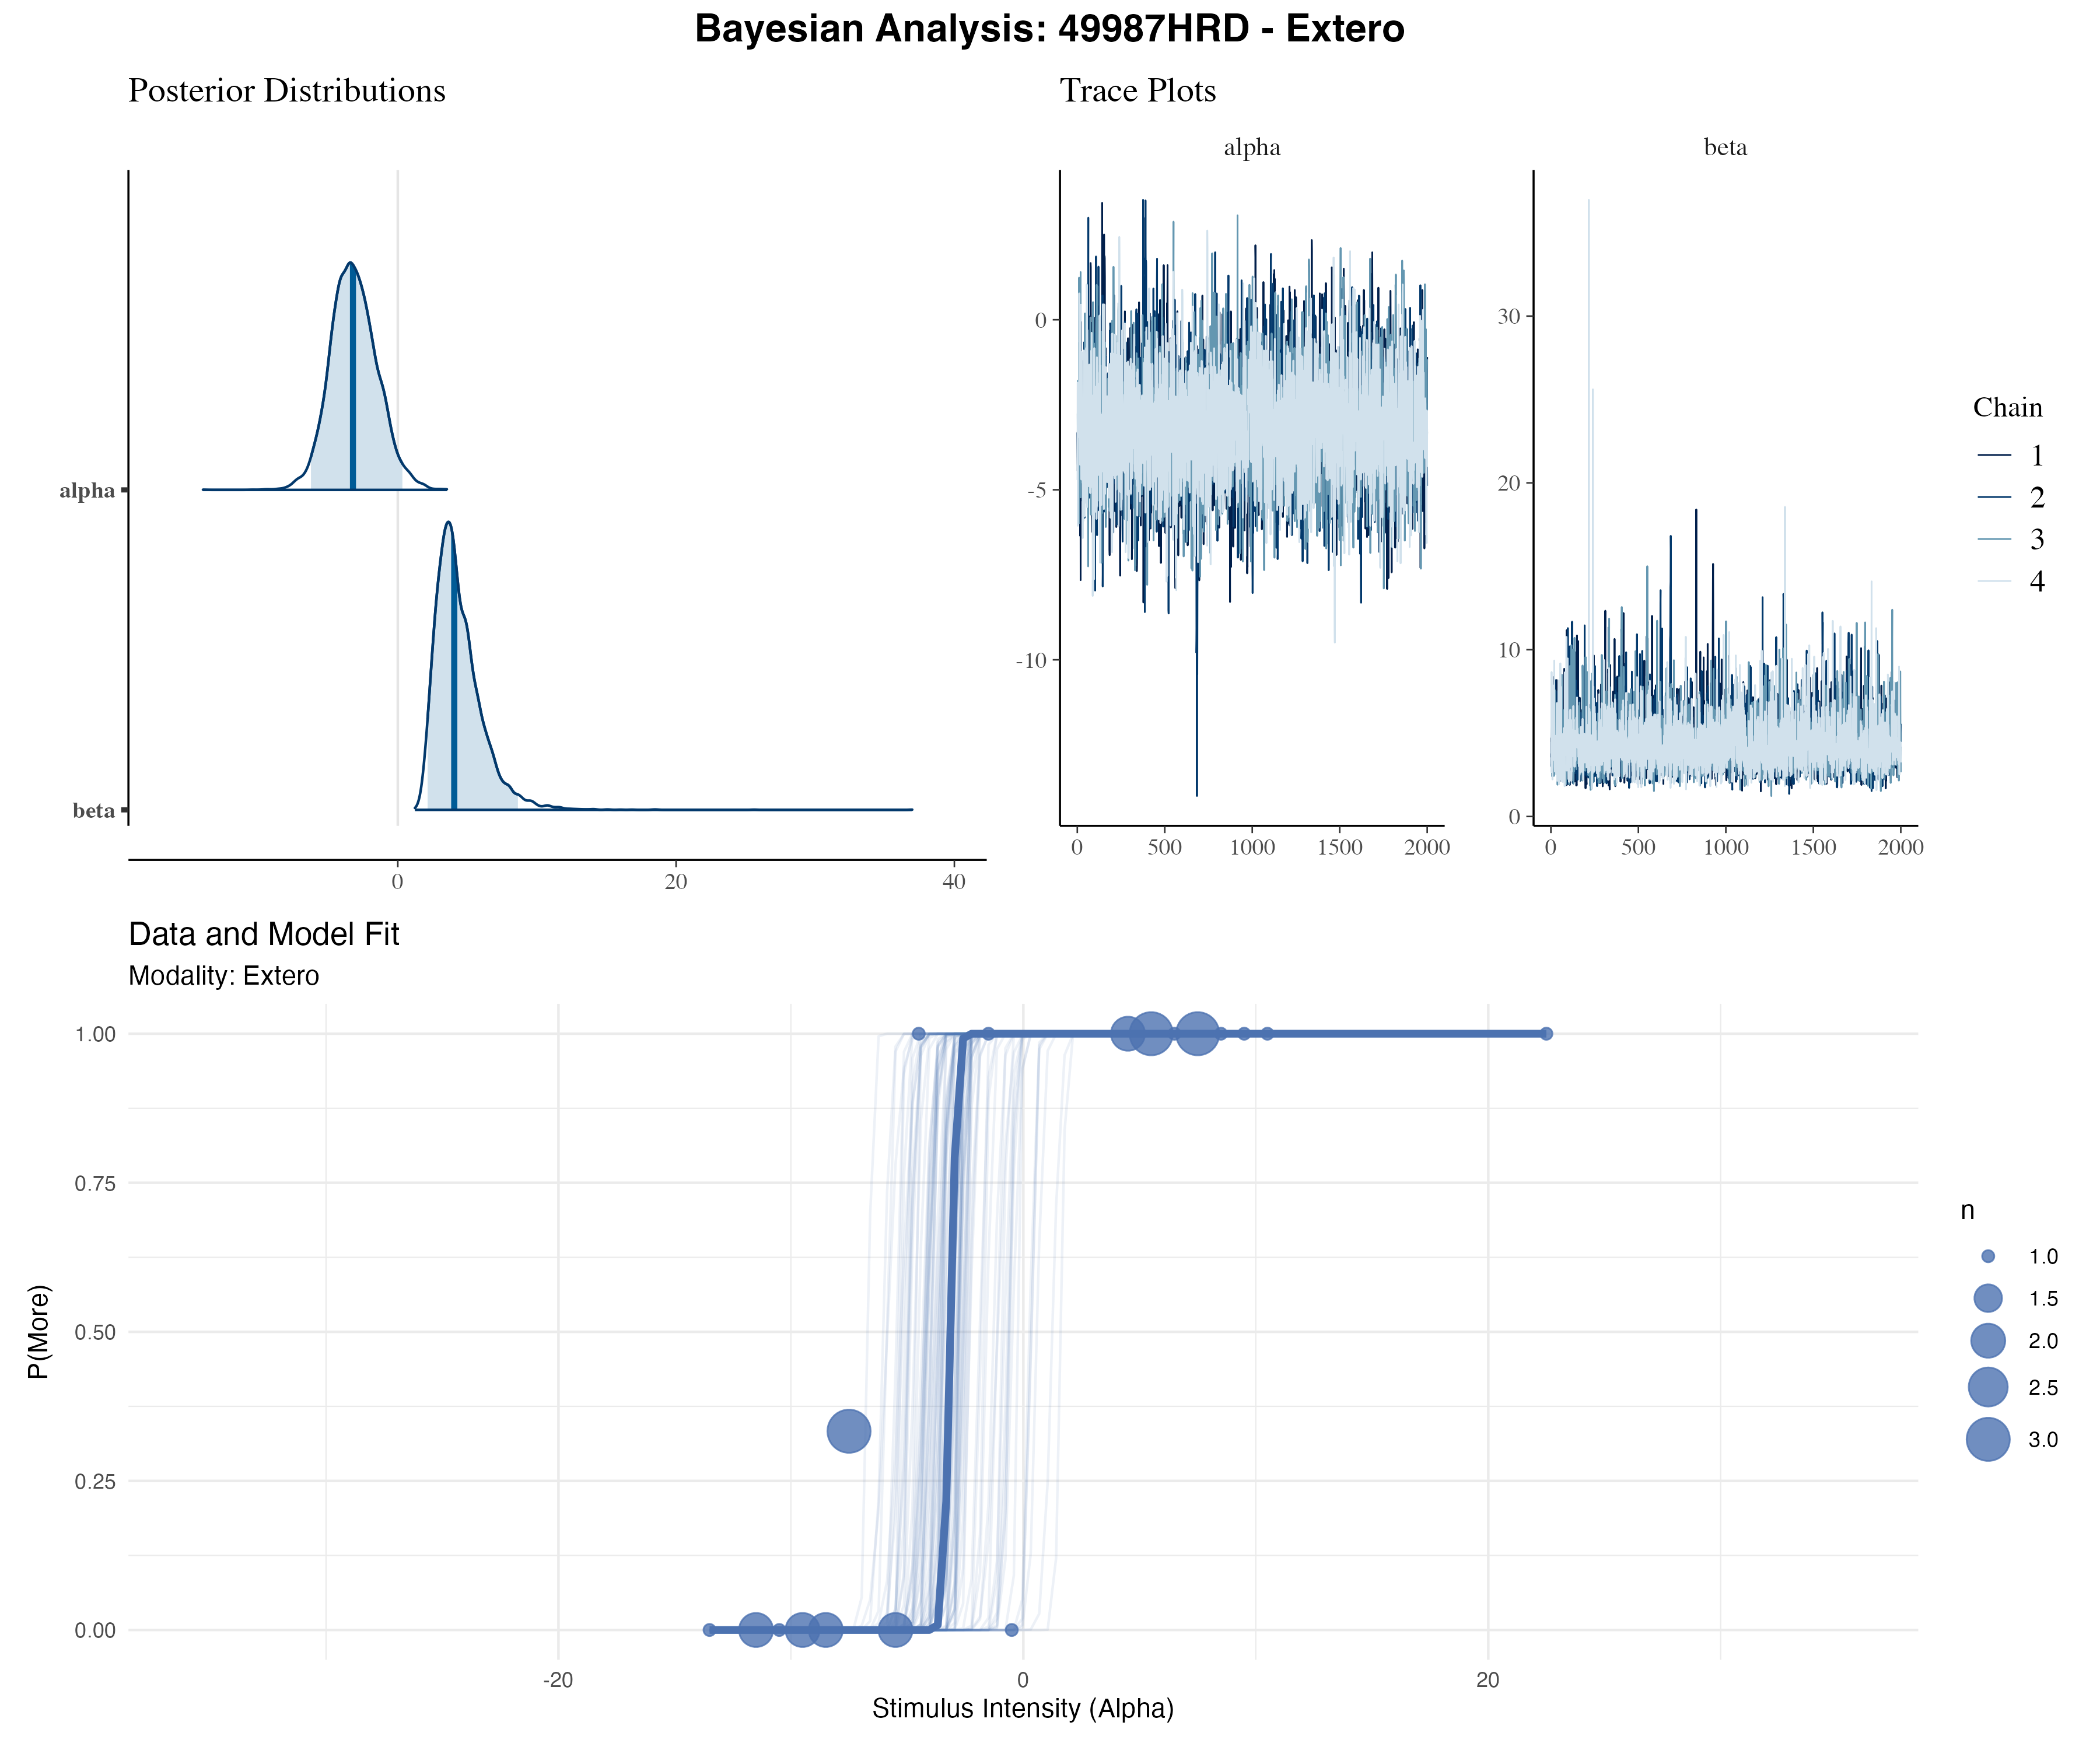 Bayesian Analysis: 49987HRD - Extero
Posterior Distributions
alpha
beta
0 20 40
Trace Plots
alpha
0
-5
-10
0 500 1000 1500 2000
beta
30
20
10
0
0 500 1000 1500 2000
Chain
1
2
3
4
Data and Model Fit
Modality: Extero
P(More)
1.00
0.75
0.50
0.25
0.00
-20 0 20
Stimulus Intensity (Alpha)
n
1.0
1.5
2.0
2.5
3.0